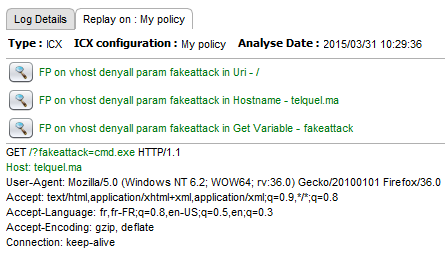 Log Details Replay on : My policy
Type : ICX ICX configuration : My policy Analyse Date : 2015/03/31 10:29:36
FP on vhost denyall param fakeattack in Uri - /
FP on vhost denyall param fakeattack in Hostname - telquel.ma
FP on vhost denyall param fakeattack in Get Variable - fakeattack
GET /?fakeattack=cmd.exe HTTP/1.1
Host: telquel.ma
User-Agent: Mozilla/5.0 (Windows NT 6.2; WOW64; rv:36.0) Gecko/20100101 Firefox/36.0
Accept: text/html,application/xhtml+xml,application/xml;q=0.9,*/*;q=0.8
Accept-Language: fr,fr-FR;q=0.8,en-US;q=0.5,en;q=0.3
Accept-Encoding: gzip, deflate
Connection: keep-alive